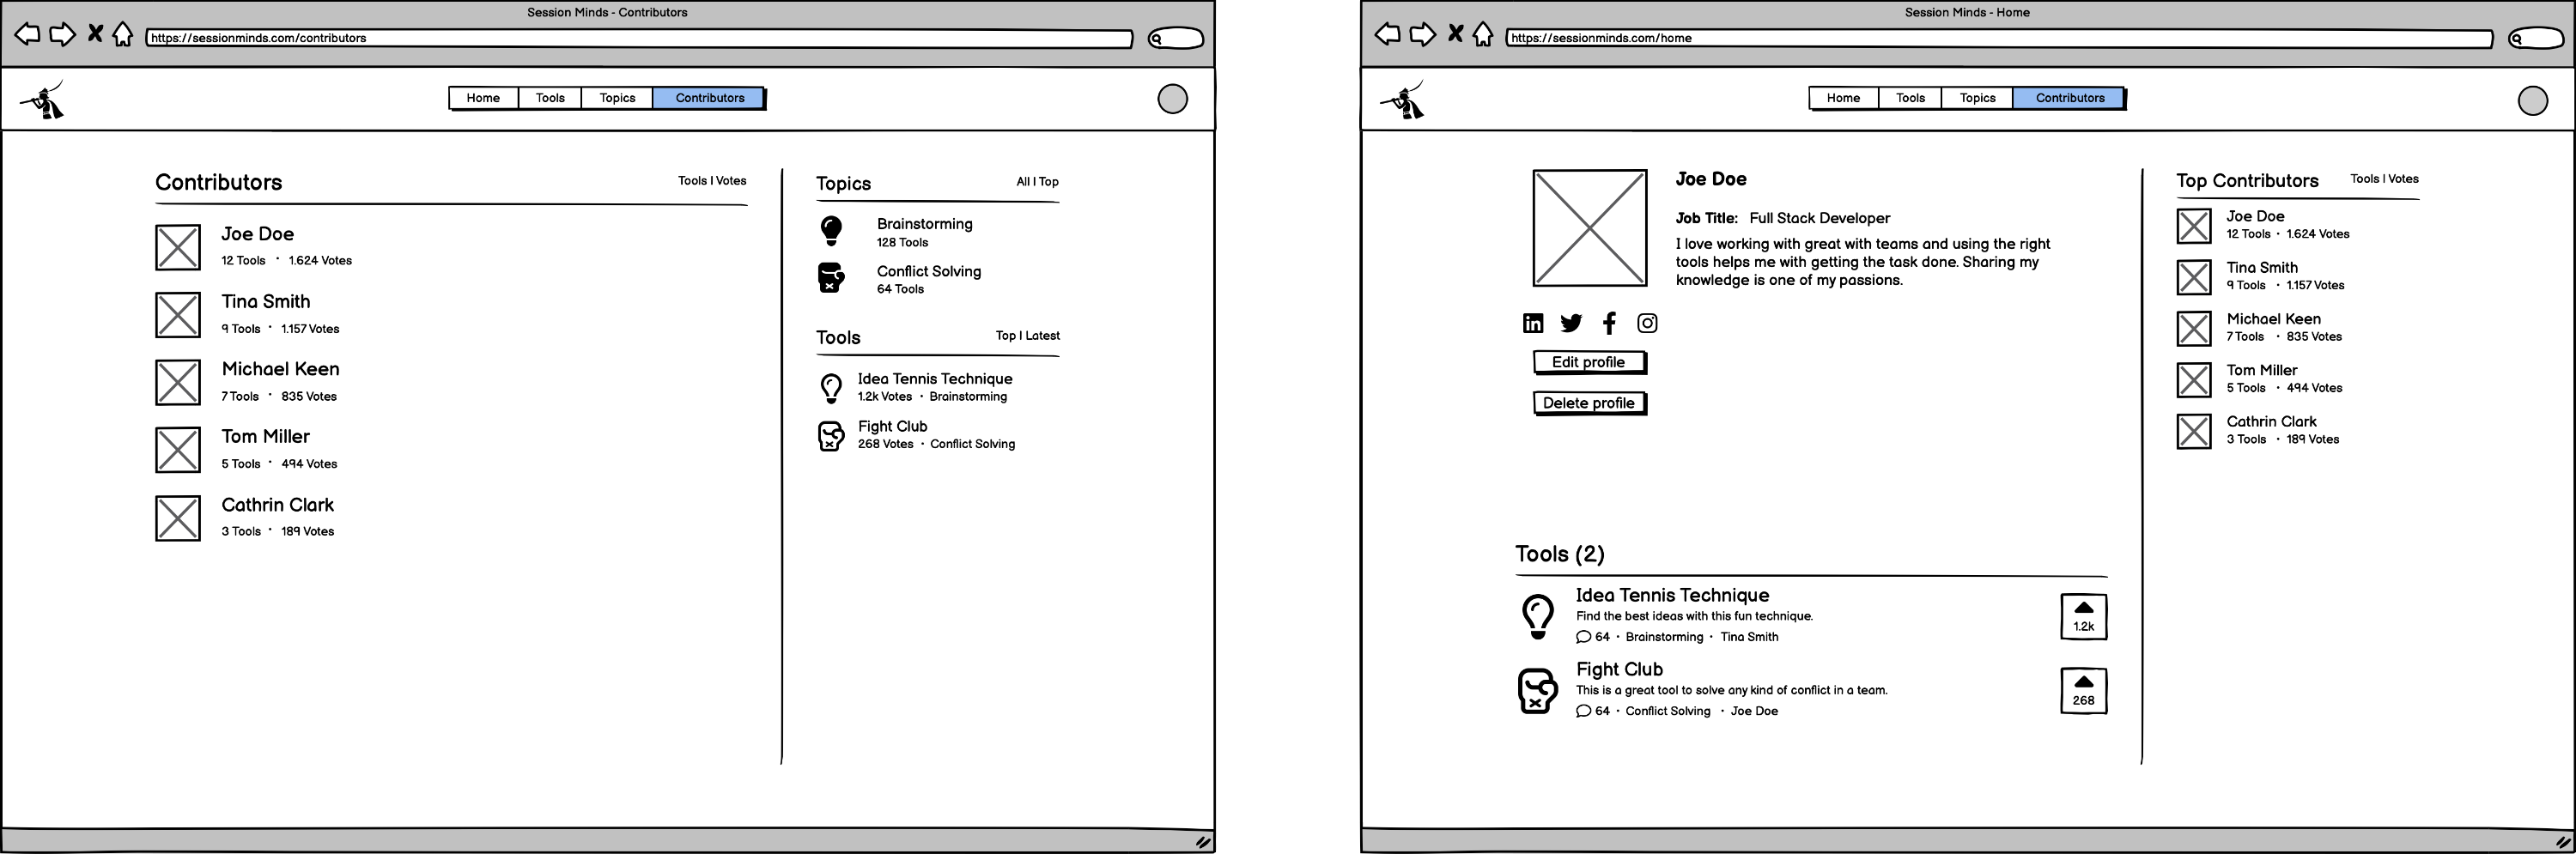 Session Minds - Contributors
https://sessionminds.com/contributors
Home Tools Topics Contributors
Contributors Tools | Votes
Joe Doe
12 Tools · 1.624 Votes
Tina Smith
9 Tools · 1.157 Votes
Michael Keen
7 Tools · 835 Votes
Tom Miller
5 Tools · 494 Votes
Cathrin Clark
3 Tools · 189 Votes
Topics All | Top
Brainstorming
128 Tools
Conflict Solving
64 Tools
Tools Top | Latest
Idea Tennis Technique
1.2k Votes · Brainstorming
Fight Club
268 Votes · Conflict Solving
Session Minds - Home
https://sessionminds.com/home
Home Tools Topics Contributors
Joe Doe
Job Title: Full Stack Developer
I love working with great with teams and using the right
tools helps me with getting the task done. Sharing my
knowledge is one of my passions.
Edit profile
Delete profile
Tools (2)
Idea Tennis Technique
Find the best ideas with this fun technique.
64 · Brainstorming · Tina Smith
1.2k
Fight Club
This is a great tool to solve any kind of conflict in a team.
64 · Conflict Solving · Joe Doe
268
Top Contributors Tools | Votes
Joe Doe
12 Tools · 1.624 Votes
Tina Smith
9 Tools · 1.157 Votes
Michael Keen
7 Tools · 835 Votes
Tom Miller
5 Tools · 494 Votes
Cathrin Clark
3 Tools · 189 Votes